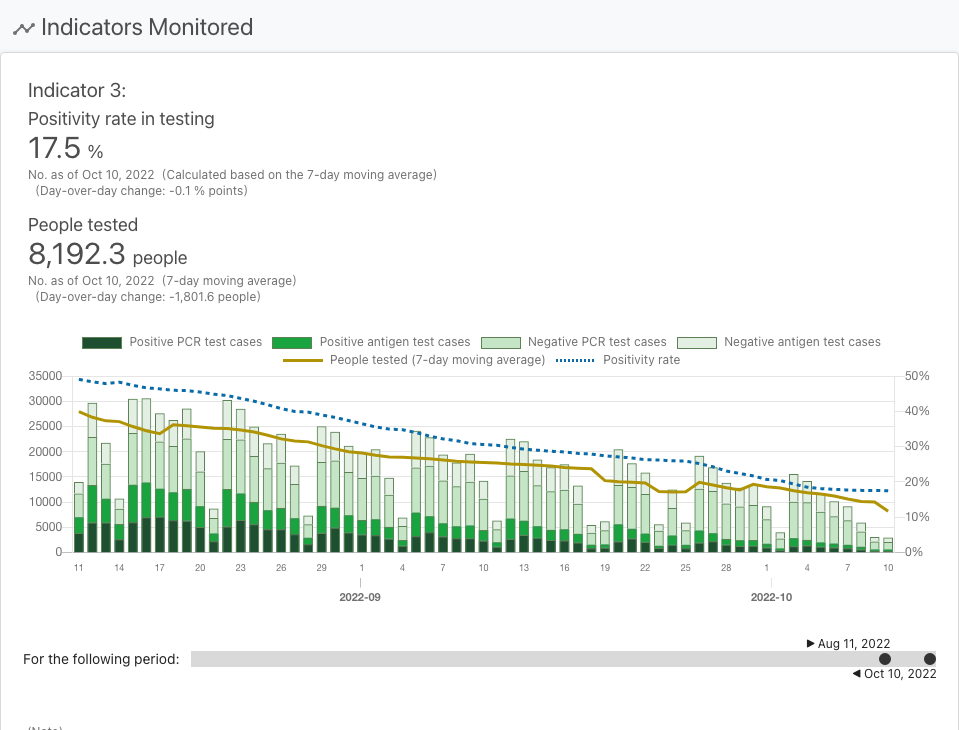 Indicators Monitored
Indicator 3:
Positivity rate in testing
17.5 %
No. as of Oct 10, 2022 (Calculated based on the 7-day moving average)
(Day-over-day change: -0.1 % points)
People tested
8,192.3 people
No. as of Oct 10, 2022 (7-day moving average)
(Day-over-day change: -1,801.6 people)
Positive PCR test cases Positive antigen test cases Negative PCR test cases Negative antigen test cases
People tested (7-day moving average) Positivity rate
35000 50%
30000 40%
25000
20000 30%
15000 20%
10000
5000 10%
0 0%
11 14 17 20 23 26 29 1 4 7 10 13 16 19 22 25 28 1 4 7 10
2022-09 2022-10
▶ Aug 11, 2022
For the following period:
◀ Oct 10, 2022
(Note)